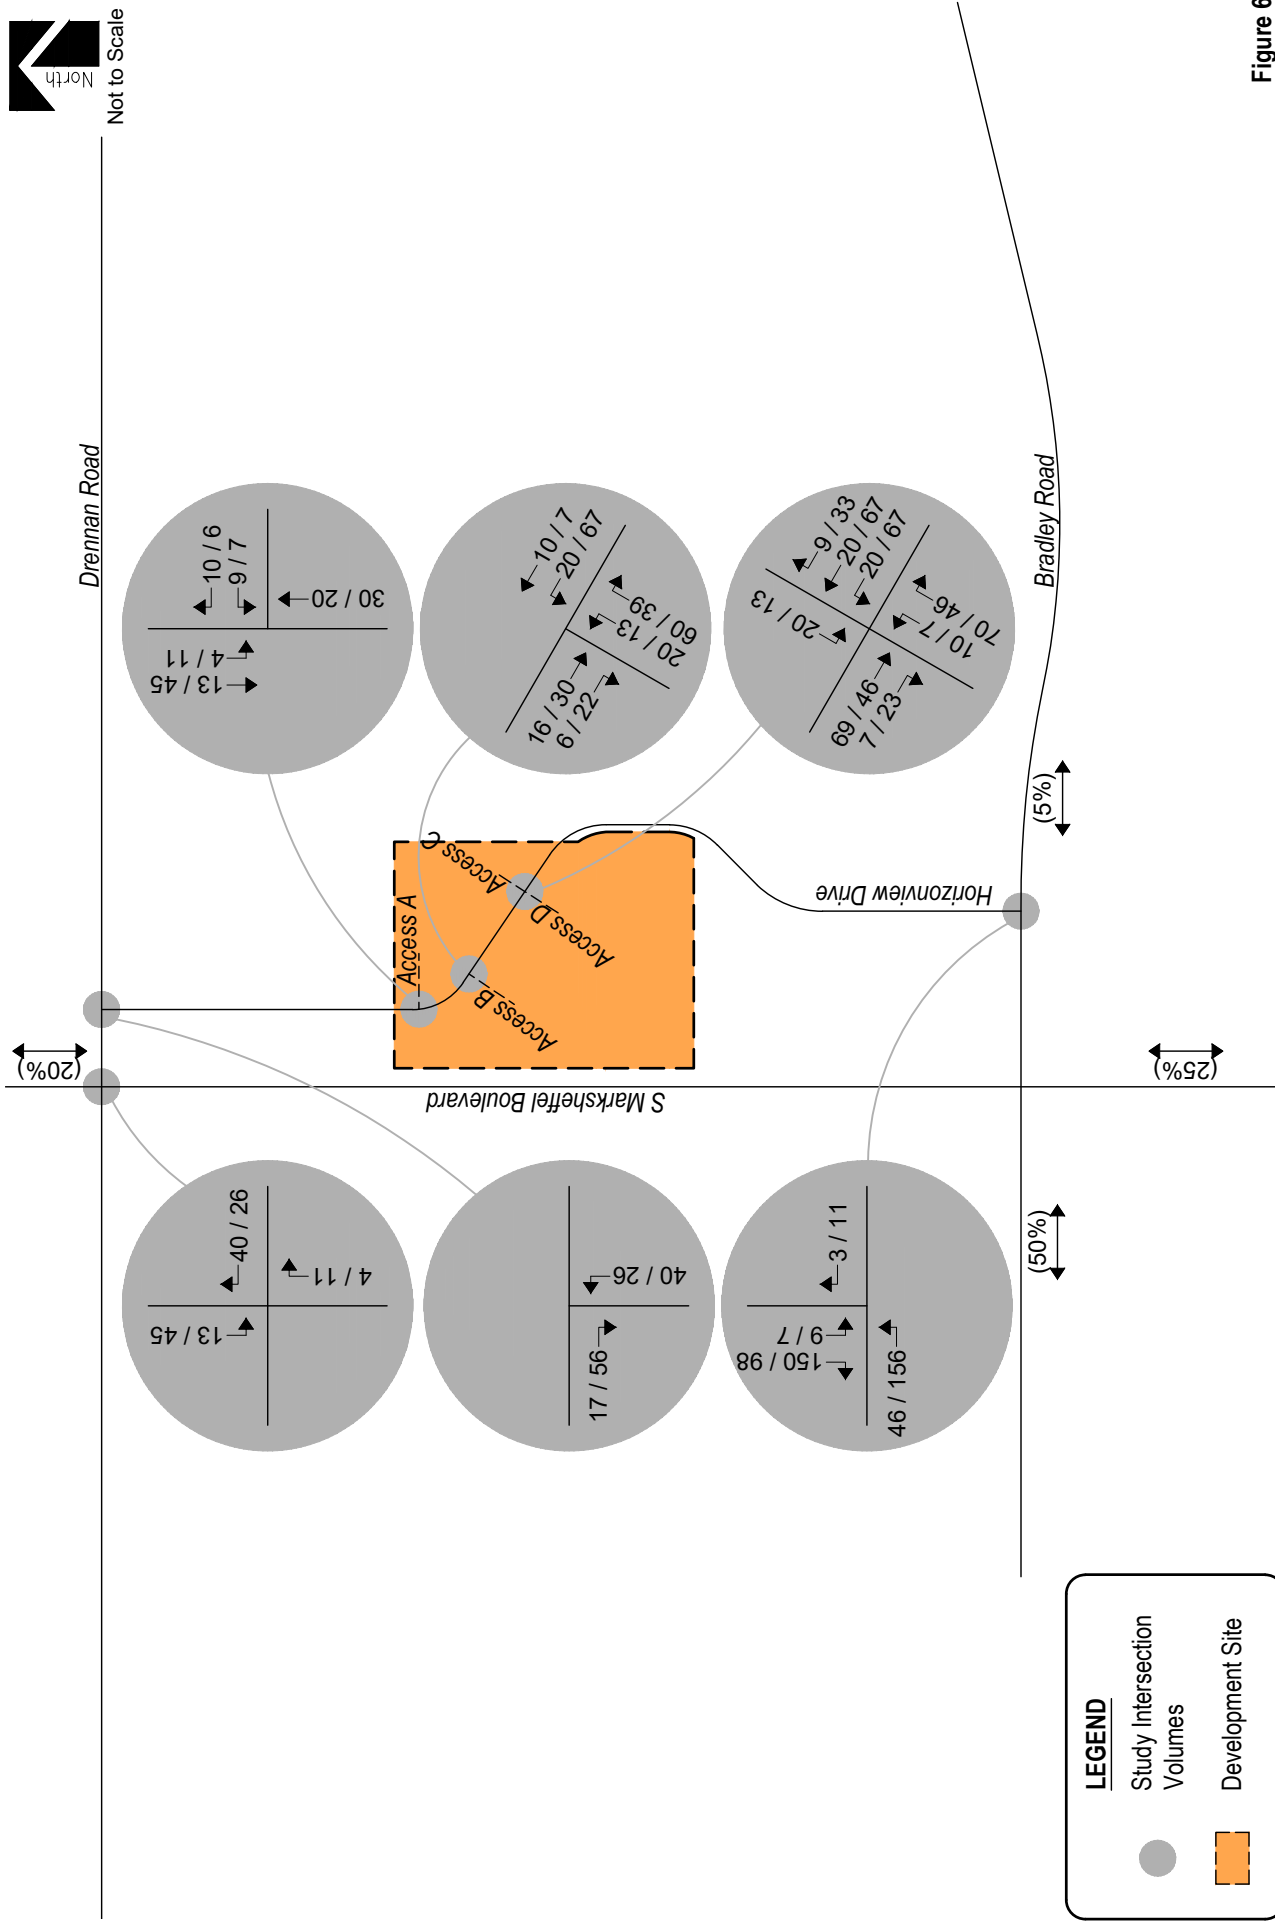 North
Not to Scale
Drennan Road
(20%)
13 / 45
40 / 26
4 / 11
17 / 56
40 / 26
150 / 98
9 / 7
3 / 11
46 / 156
13 / 45
4 / 11
10 / 6
9 / 7
30 / 20
16 / 30
6 / 22
10 / 7
20 / 67
20 / 13
60 / 39
20 / 13
9 / 33
20 / 67
20 / 67
69 / 46
7 / 23
10 / 7
70 / 46
Access A
Access B
Access C
Access D
S Marksheffel Boulevard
Horizonview Drive
Bradley Road
(50%)
(5%)
(25%)
LEGEND
Study Intersection
Volumes
Development Site
Figure 6